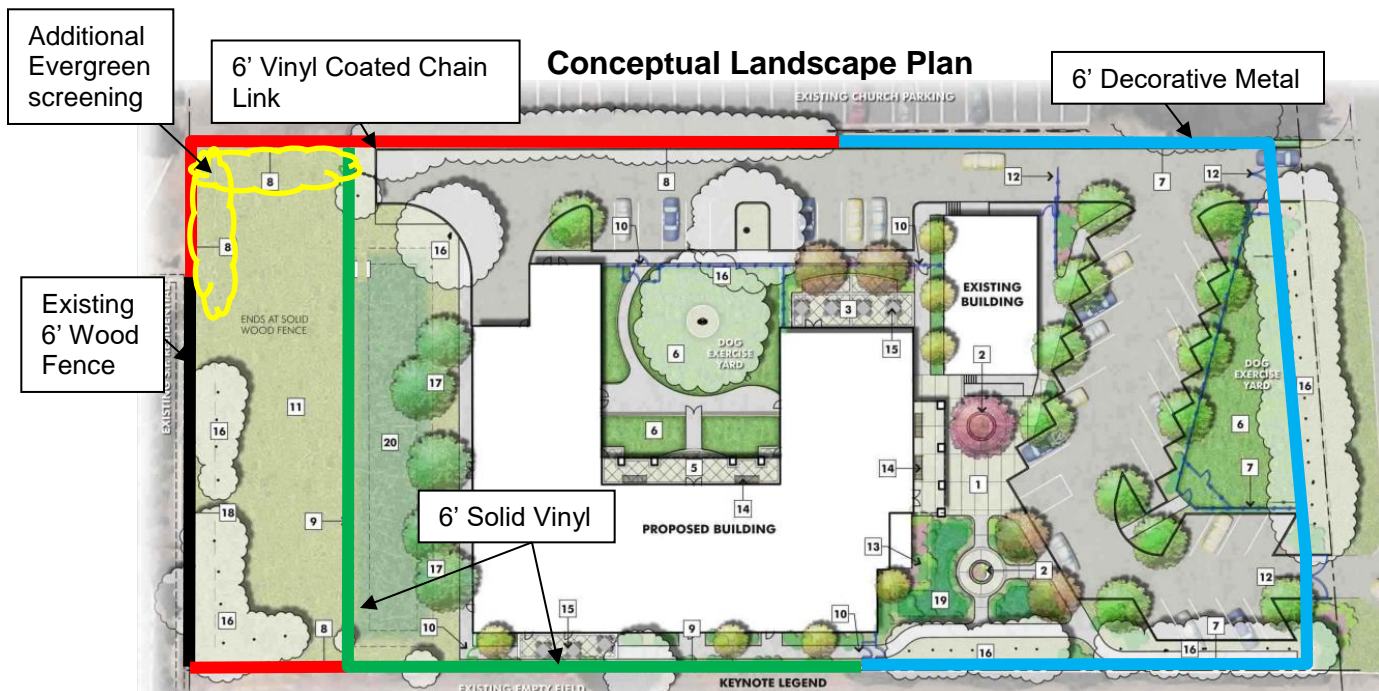 Additional
Evergreen
screening
6' Vinyl Coated Chain
Link
Conceptual Landscape Plan
6' Decorative Metal
EXISTING CHURCH PARKING
8
8
7
12
12
8
10
10
16
16
EXISTING
BUILDING
Existing
6' Wood
Fence
ENDS AT SOLID
WOOD FENCE
3
6
DOG
EXERCISE
YARD
15
2
DOG
EXERCISE
YARD
16
17
11
16
20
6
6
5
14
14
1
7
18
9
6' Solid Vinyl
PROPOSED BUILDING
13
17
2
12
19
16
15
10
9
10
8
7
16
16
EXISTING EMPTY FIELD
KEYNOTE LEGEND